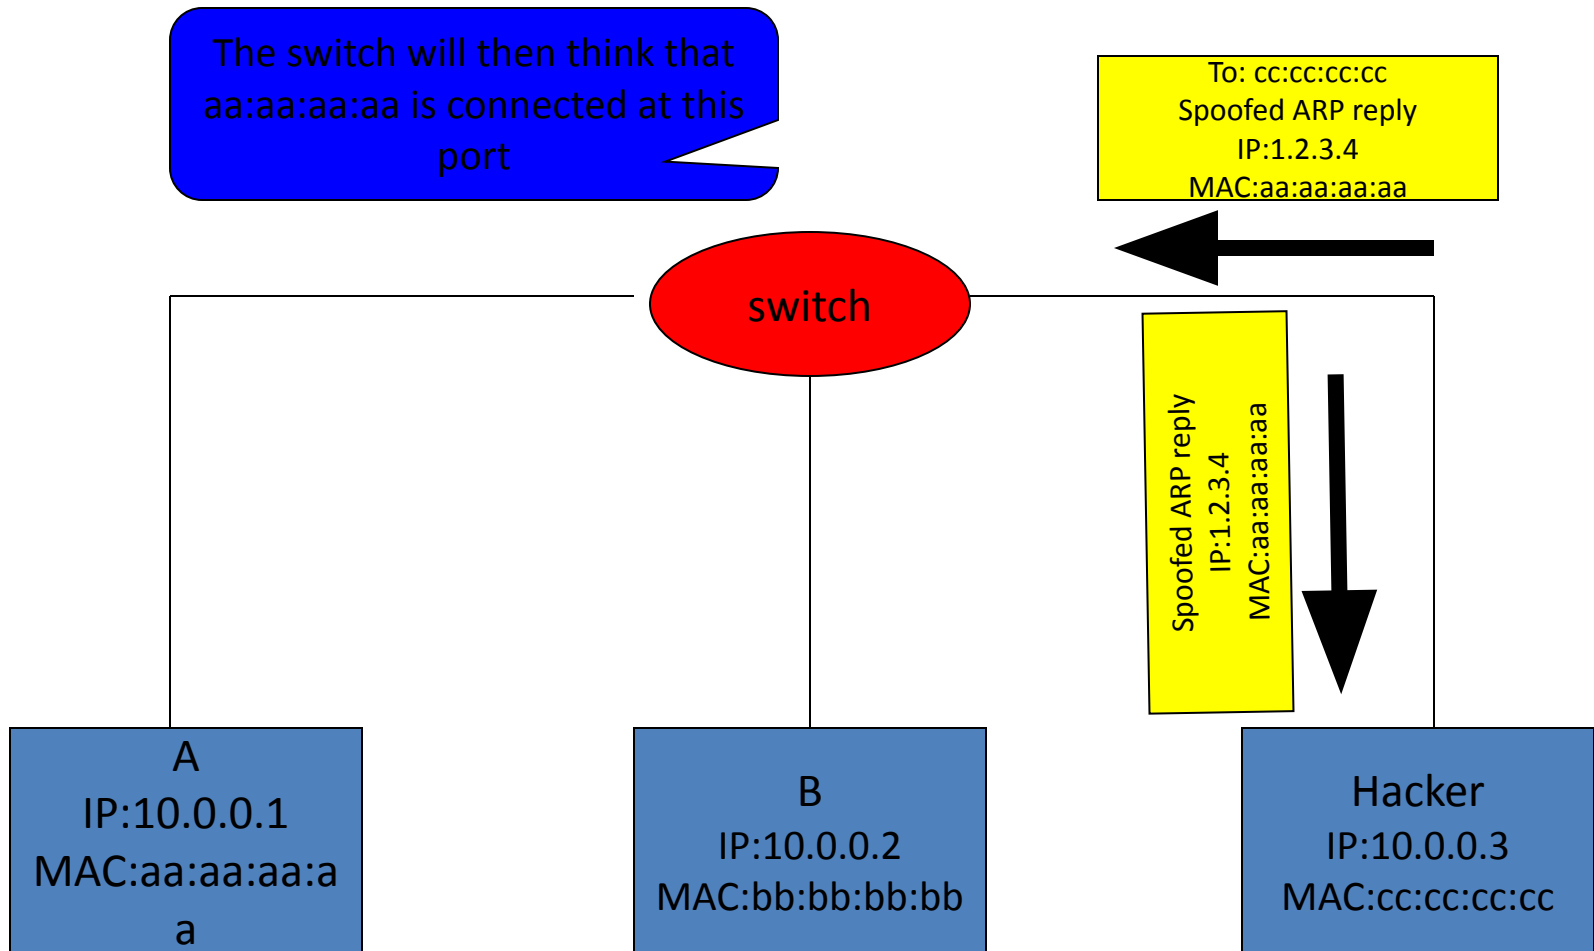 The switch will then think that
aa:aa:aa:aa is connected at this
port
To: cc:cc:cc:cc
Spoofed ARP reply
IP:1.2.3.4
MAC:aa:aa:aa:aa
switch
Spoofed ARP reply
IP:1.2.3.4
MAC:aa:aa:aa:aa
A
IP:10.0.0.1
MAC:aa:aa:aa:a
a
B
IP:10.0.0.2
MAC:bb:bb:bb:bb
Hacker
IP:10.0.0.3
MAC:cc:cc:cc:cc